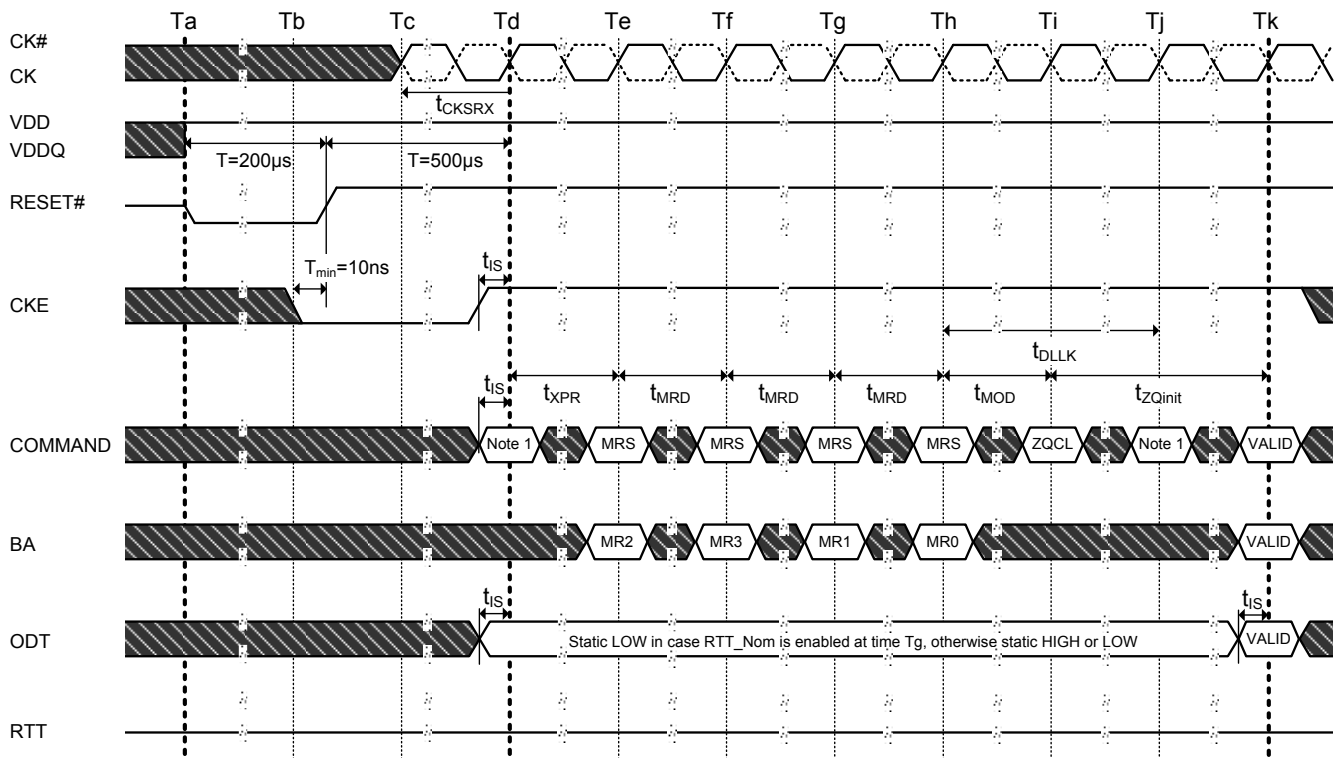 Ta Tb Tc Td Te Tf Tg Th Ti Tj Tk
CK#
CK
tCKSRX
VDD
VDDQ
T=200µs T=500µs
RESET#
Tmin=10ns tIS
CKE
tDLLK
tIS tXPR tMRD tMRD tMRD tMOD tZQinit
COMMAND Note 1 MRS MRS MRS MRS ZQCL Note 1 VALID
BA MR2 MR3 MR1 MR0 VALID
tIS tIS
ODT Static LOW in case RTT_Nom is enabled at time Tg, otherwise static HIGH or LOW VALID
RTT